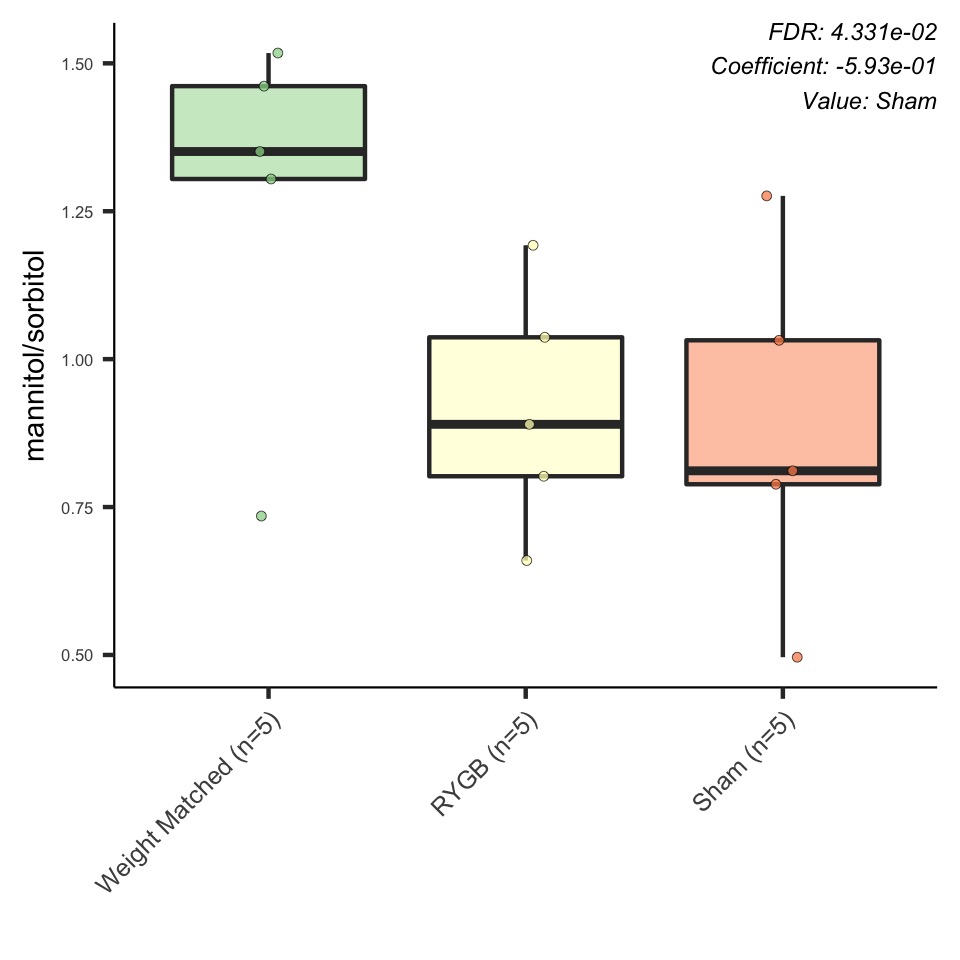 FDR: 4.331e-02
Coefficient: -5.93e-01
Value: Sham
mannitol/sorbitol
1.50
1.25
1.00
0.75
0.50
Weight Matched (n=5)
RYGB (n=5)
Sham (n=5)